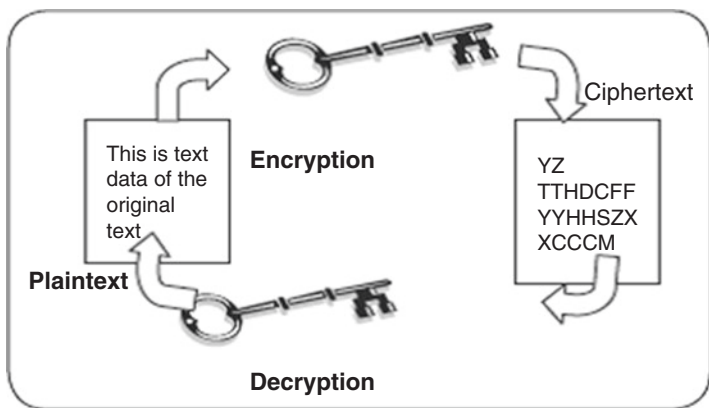 Ciphertext
This is text
data of the
original
text
Encryption
YZ
TTHDCFF
YYHHSZX
XCCCM
Plaintext
Decryption